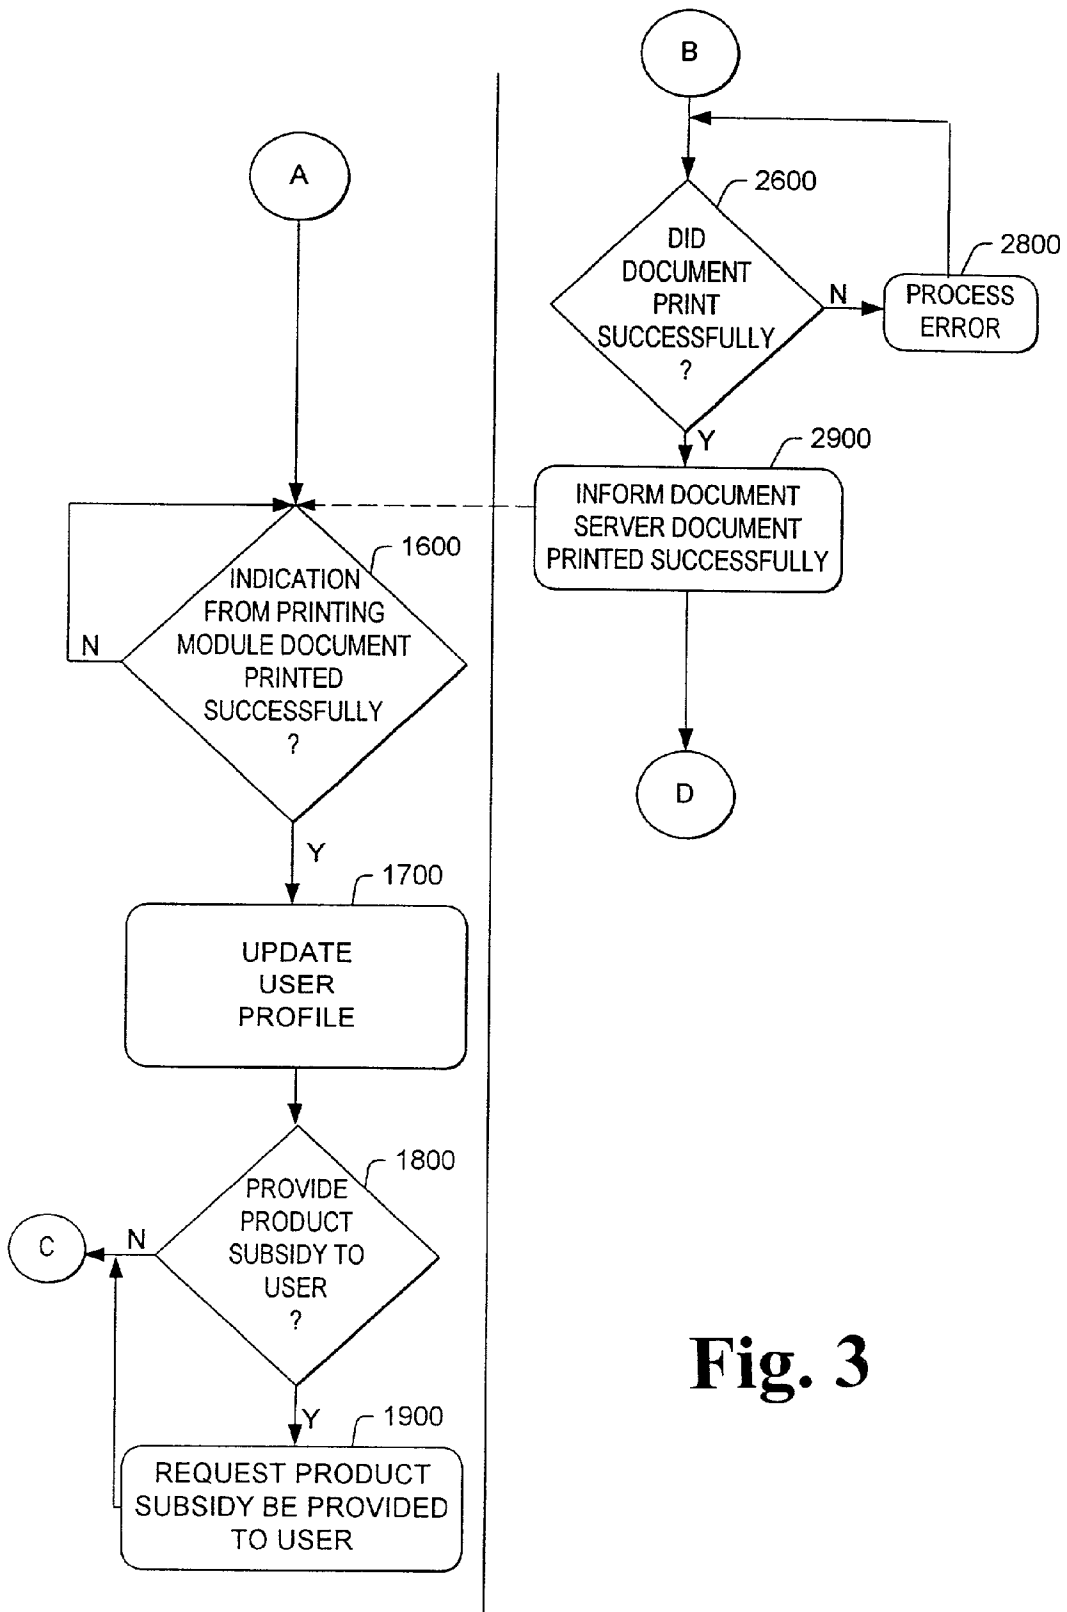 A
1600
INDICATION
FROM PRINTING
MODULE DOCUMENT
PRINTED
SUCCESSFULLY
?
N
Y
1700
UPDATE
USER
PROFILE
1800
PROVIDE
PRODUCT
SUBSIDY TO
USER
?
N
C
Y
1900
REQUEST PRODUCT
SUBSIDY BE PROVIDED
TO USER
B
2600
DID
DOCUMENT
PRINT
SUCCESSFULLY
?
N
2800
PROCESS
ERROR
Y
2900
INFORM DOCUMENT
SERVER DOCUMENT
PRINTED SUCCESSFULLY
D
Fig. 3